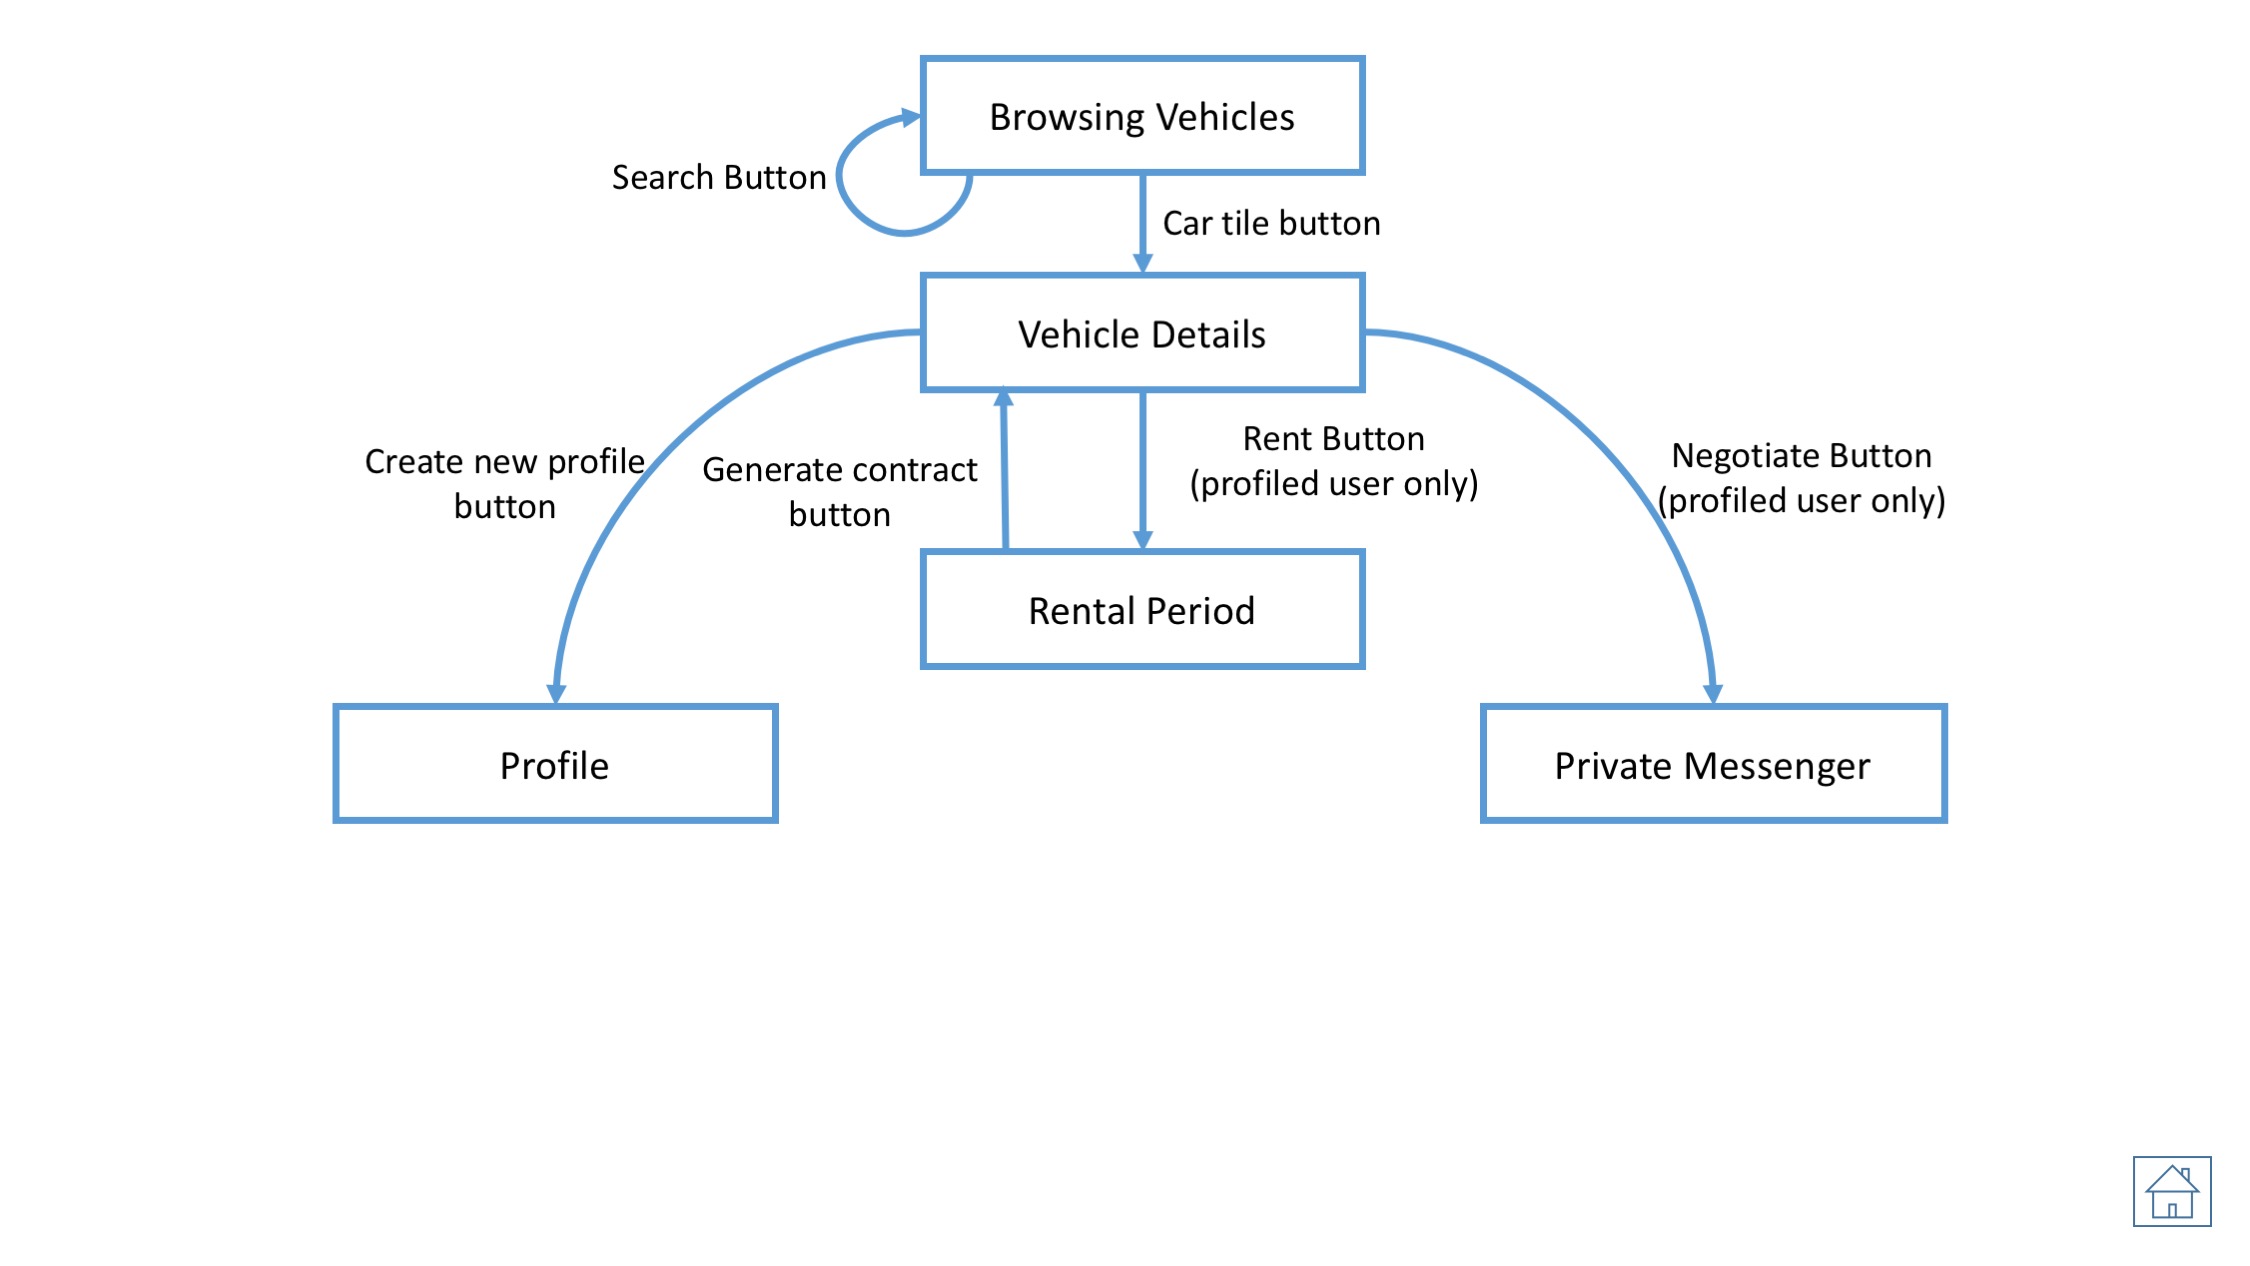 Browsing Vehicles
Search Button
Car tile button
Vehicle Details
Create new profile
button
Generate contract
button
Rent Button
(profiled user only)
Negotiate Button
(profiled user only)
Rental Period
Profile
Private Messenger